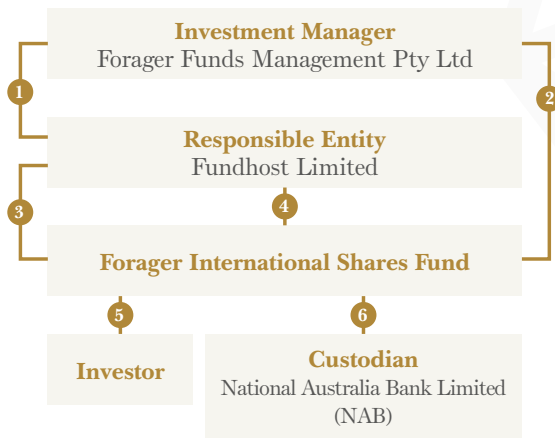 Investment Manager
Forager Funds Management Pty Ltd
1
2
Responsible Entity
Fundhost Limited
3
4
Forager International Shares Fund
5
6
Investor
Custodian
National Australia Bank Limited
(NAB)